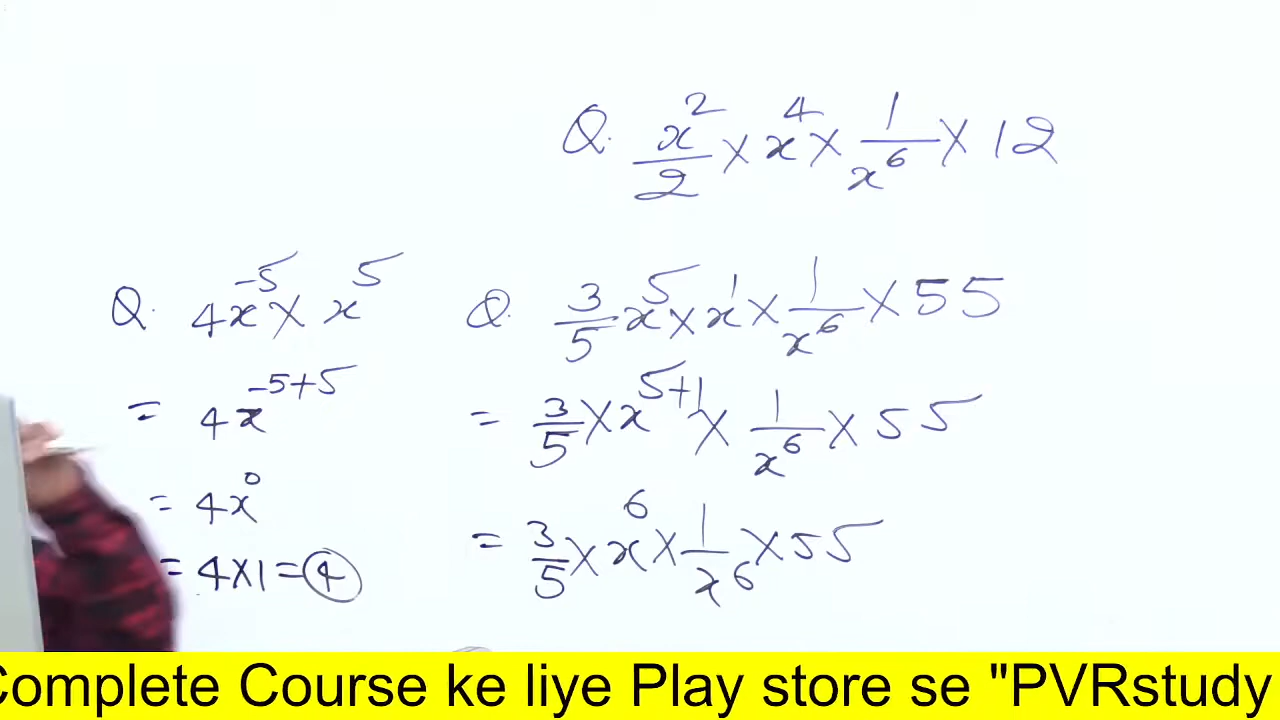 Q. x²/2 × x⁴ × 1/x⁶ × 12
Q. 4x⁻⁵ × x⁵
= 4x⁻⁵⁺⁵
= 4x⁰
= 4×1 = 4
Q. 3/5 x⁵ × x¹ × 1/x⁶ × 55
= 3/5 × x⁵⁺¹ × 1/x⁶ × 55
= 3/5 × x⁶ × 1/x⁶ × 55
Complete Course ke liye Play store se "PVRstudy